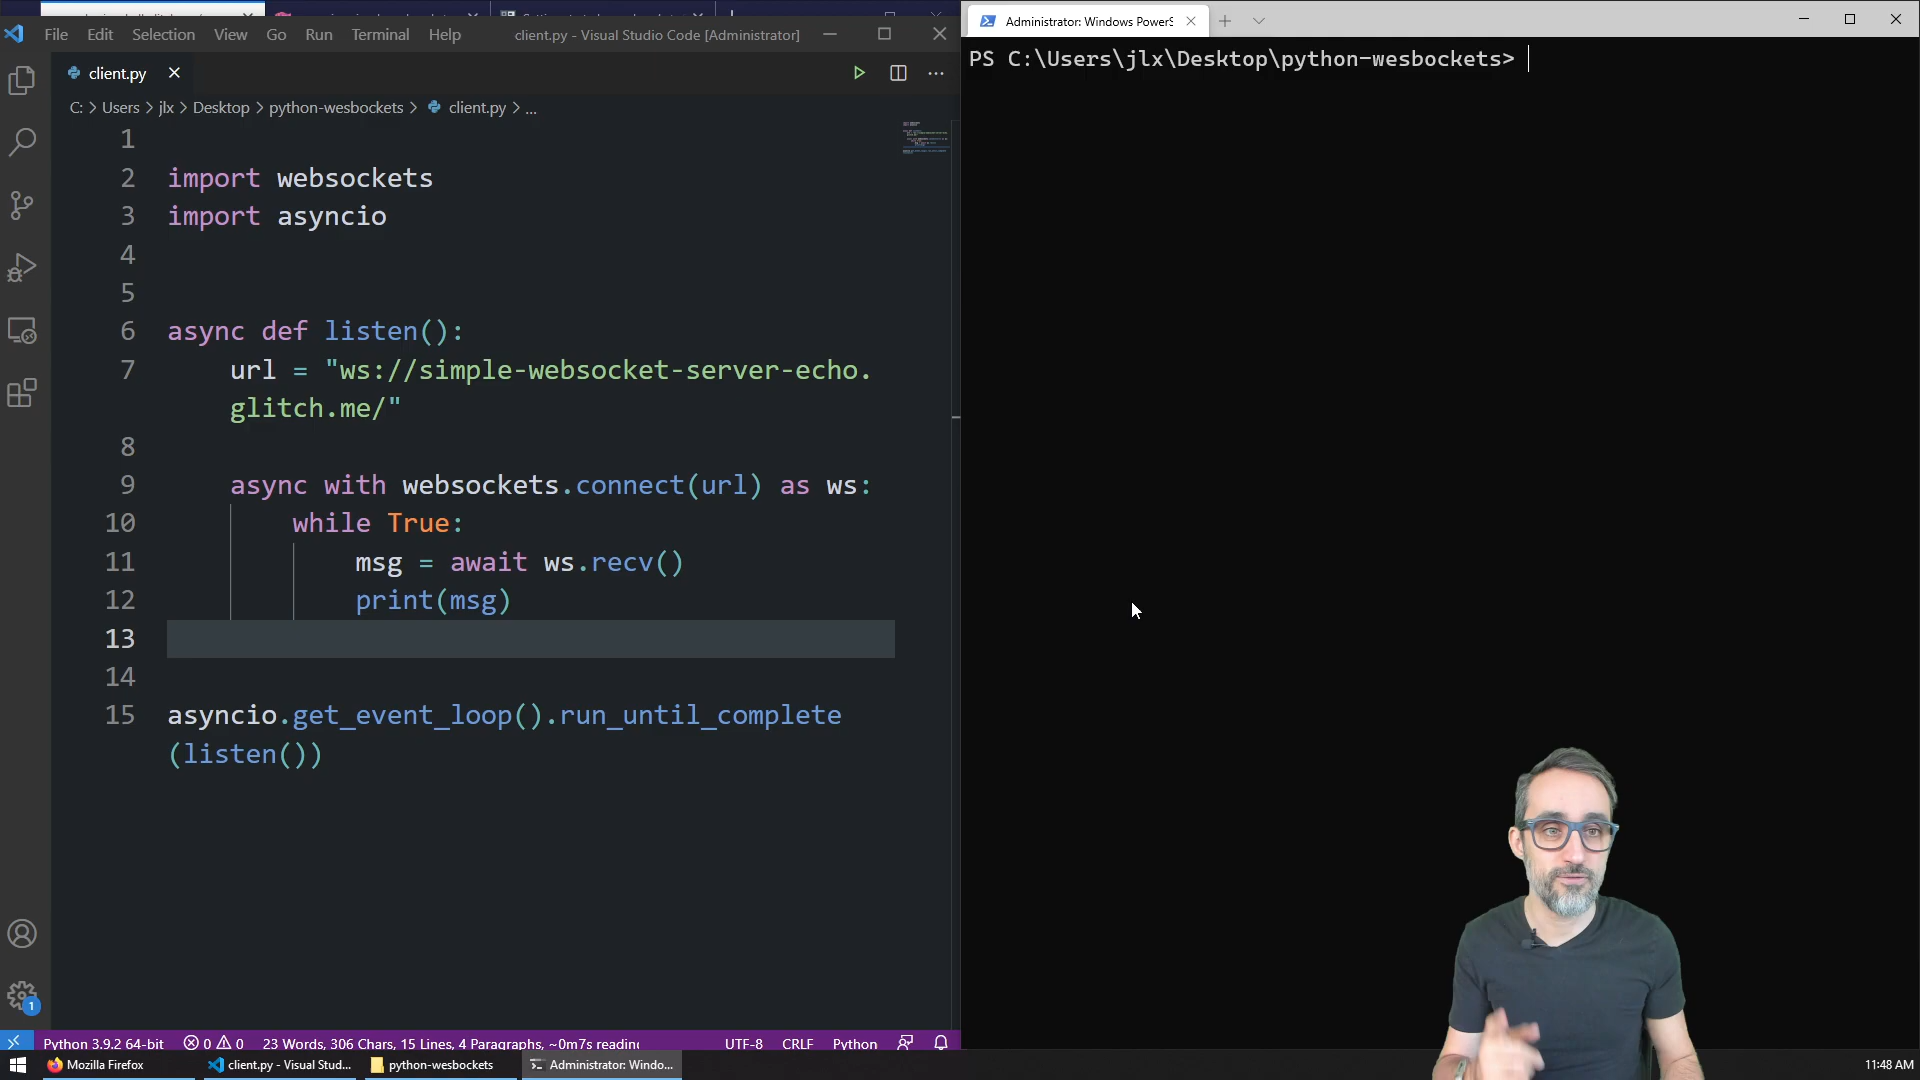 File Edit Selection View Go Run Terminal Help client.py - Visual Studio Code [Administrator]
Administrator: Windows PowerS
client.py
C: > Users > jlx > Desktop > python-wesbockets > client.py > ...
PS C:\Users\jlx\Desktop\python-wesbockets>
1
2 import websockets
3 import asyncio
4
5
6 async def listen():
7 url = "ws://simple-websocket-server-echo.
glitch.me/"
8
9 async with websockets.connect(url) as ws:
10 while True:
11 msg = await ws.recv()
12 print(msg)
13
14
15 asyncio.get_event_loop().run_until_complete
(listen())
1
Python 3.9.2 64-bit 0 0 23 Words, 306 Chars, 15 Lines, 4 Paragraphs, ~0m7s reading UTF-8 CRLF Python
Mozilla Firefox client.py - Visual Stud... python-wesbockets Administrator: Windo... 11:48 AM